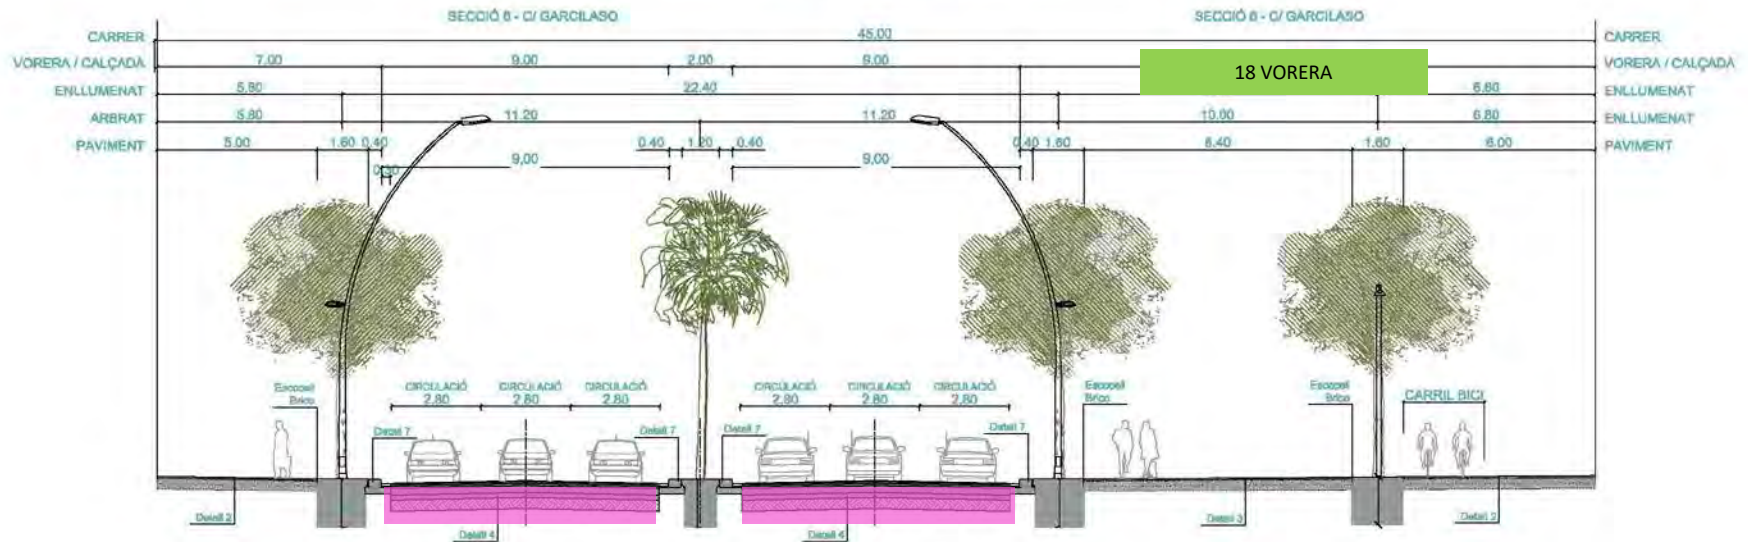 SECCIÓ 6 - C/ GARCILASO SECCIÓ 6 - C/ GARCILASO
CARRER 45.00 CARRER
VORERA / CALÇADA 7.00 9.00 2.00 9.00 18 VORERA VORERA / CALÇADA
ENLLUMENAT 5.80 22.40 6.80 ENLLUMENAT
ARBRAT 5.80 11.20 11.20 10.00 6.80 ENLLUMENAT
PAVIMENT 5.00 1.60 0.40 0.40 1.20 0.40 0.40 1.60 8.40 1.60 6.00 PAVIMENT
9.00 9.00
0.30
Escocell Brico CIRCULACIÓ CIRCULACIÓ CIRCULACIÓ CIRCULACIÓ CIRCULACIÓ CIRCULACIÓ Escocell Brico Escocell Brico CARRIL BICI
2.80 2.80 2.80 2.80 2.80 2.80
Detall 7 Detall 7 Detall 7 Detall 7
Detall 2 Detall 4 Detall 4 Detall 3 Detall 2